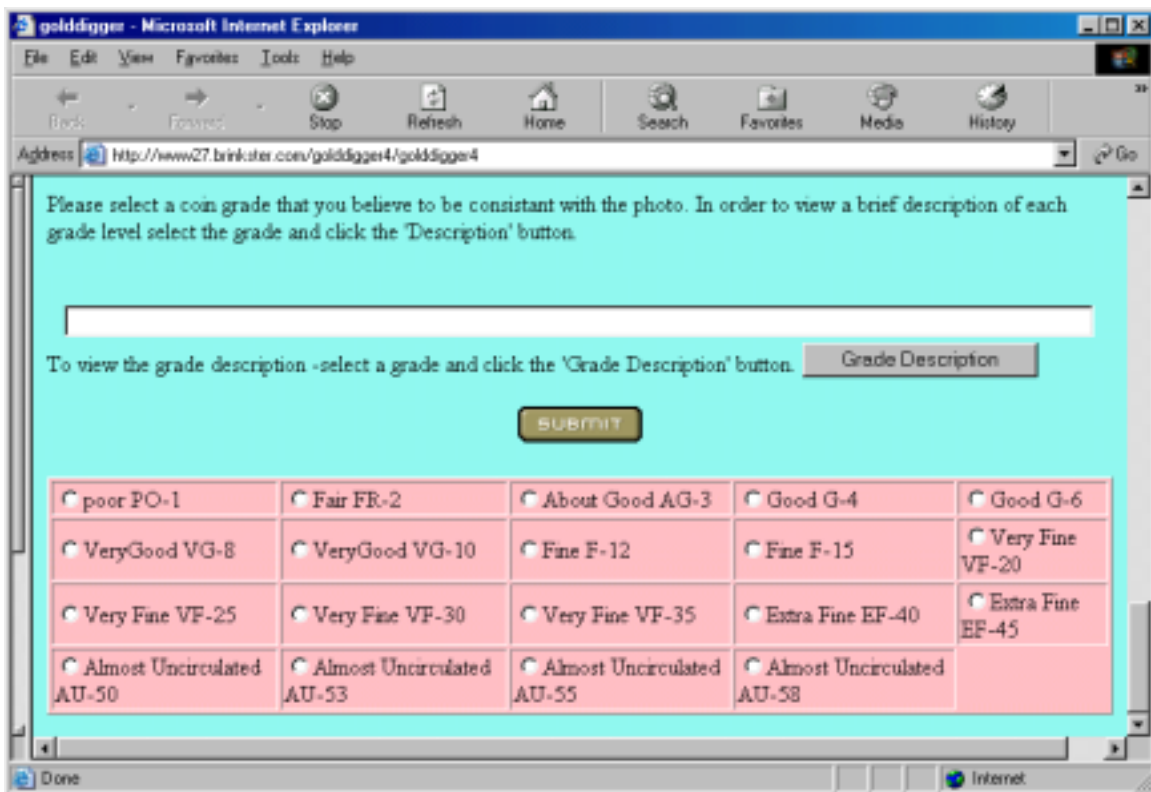 golddigger - Microsoft Internet Explorer
File Edit View Favorites Tools Help
Back Forward Stop Refresh Home Search Favorites Media History
Address http://www27.brinkster.com/golddigger4/golddigger4 Go
Please select a coin grade that you believe to be consistant with the photo. In order to view a brief description of each
grade level select the grade and click the 'Description' button.
To view the grade description -select a grade and click the 'Grade Description' button. Grade Description
SUBMIT
poor PO-1 Fair FR-2 About Good AG-3 Good G-4 Good G-6
VeryGood VG-8 VeryGood VG-10 Fine F-12 Fine F-15 Very Fine
VF-20
Very Fine VF-25 Very Fine VF-30 Very Fine VF-35 Extra Fine EF-40 Extra Fine
EF-45
Almost Uncirculated Almost Uncirculated Almost Uncirculated Almost Uncirculated
AU-50 AU-53 AU-55 AU-58
Done Internet